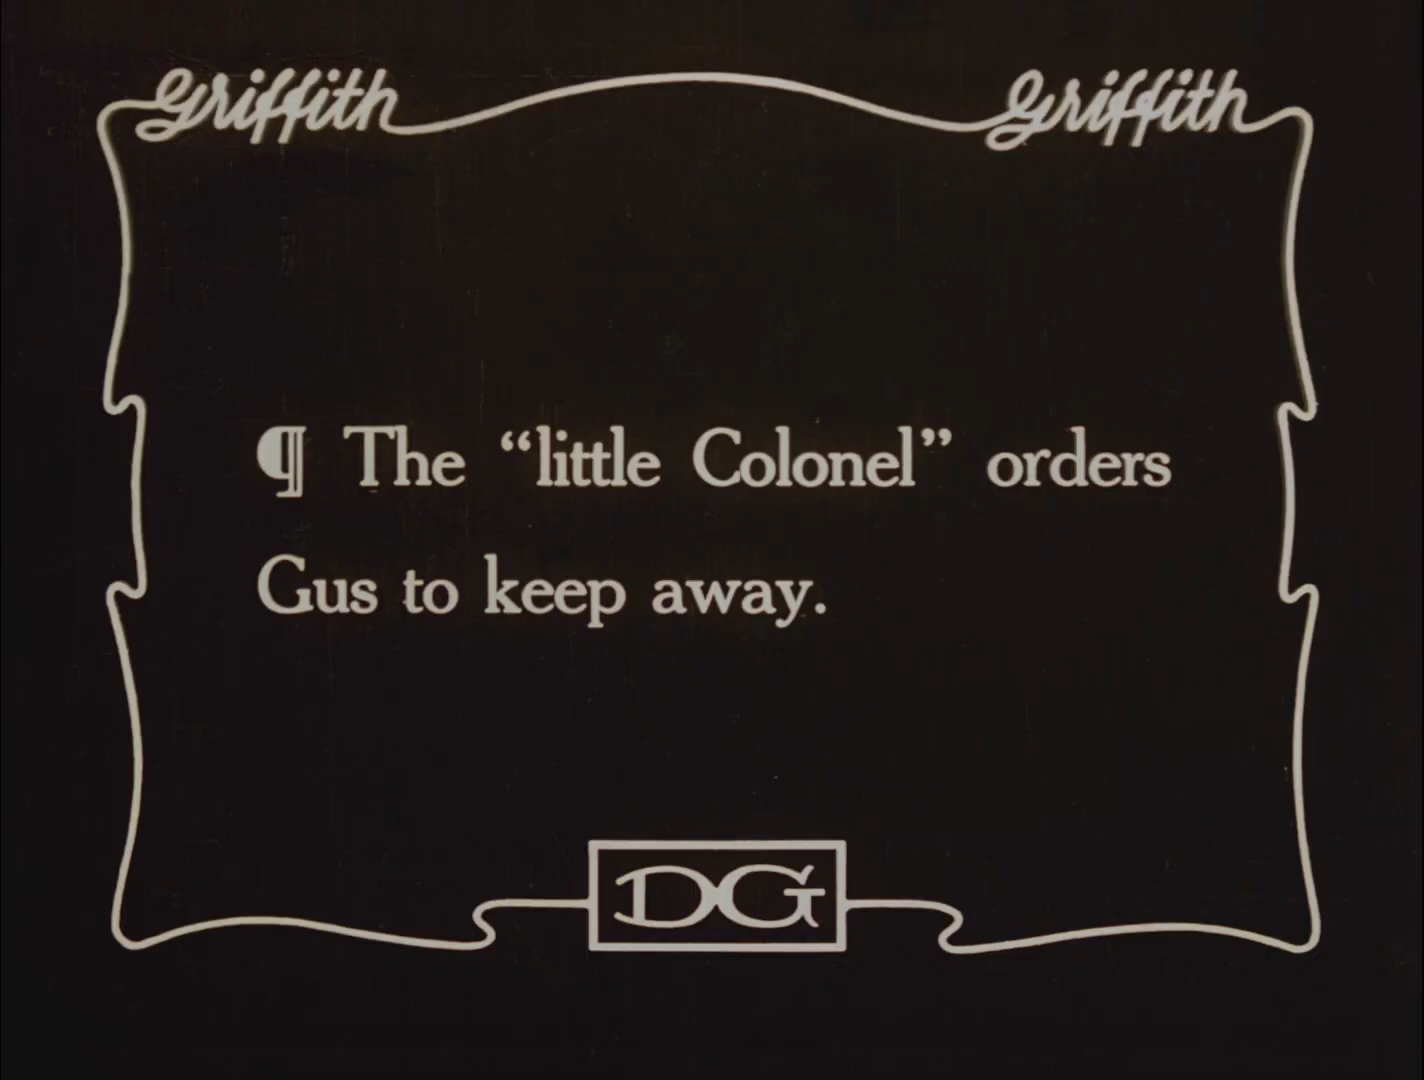 Griffith Griffith
¶ The “little Colonel” orders
Gus to keep away.
DG